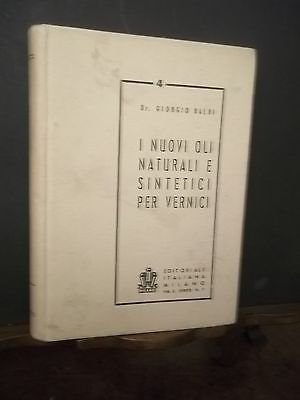 4
Dr. GIORGIO BALBI
I NUOVI OLI
NATURALI E
SINTETICI
PER VERNICI
EDITORIALE
ITALIANA
MILANO